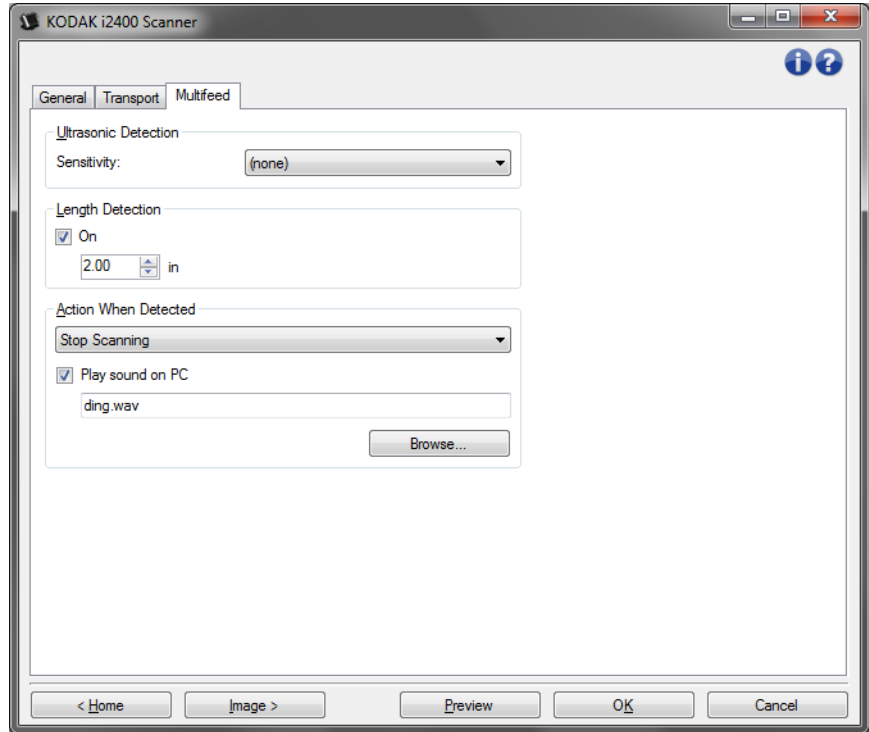 KODAK i2400 Scanner
General Transport Multifeed
Ultrasonic Detection
Sensitivity: (none)
Length Detection
On
2.00 in
Action When Detected
Stop Scanning
Play sound on PC
ding.wav
Browse...
< Home Image > Preview OK Cancel